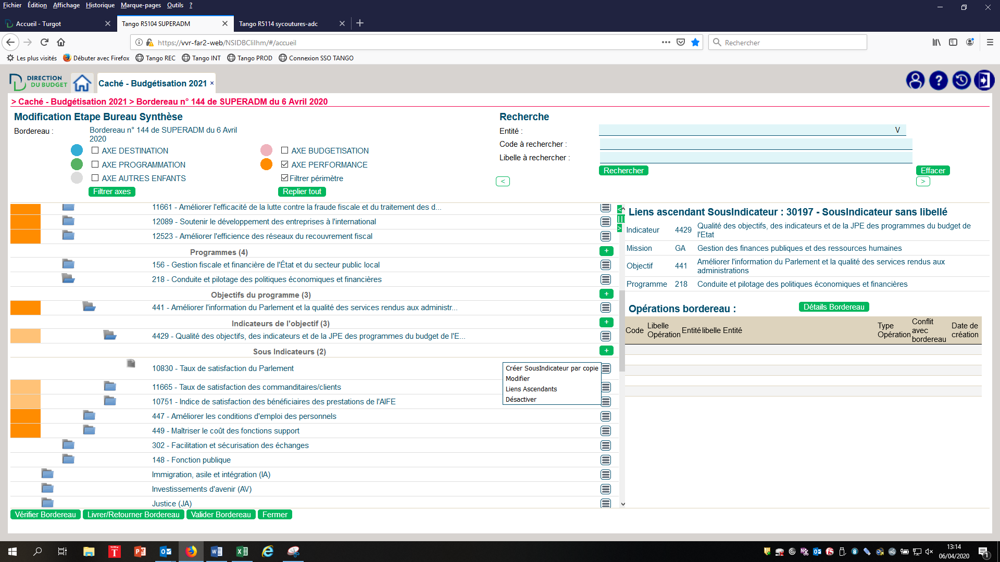 Fichier Édition Affichage Historique Marque-pages Outils ?
Accueil - Turgot
Tango R5104 SUPERADM
Tango R5114 sycoutures-adc
https://vvr-far2-web/NSIDBCliIhm/#/accueil
Rechercher
Les plus visités Débuter avec Firefox Tango REC Tango INT Tango PROD Connexion SSO TANGO
DIRECTION
DU BUDGET
Caché - Budgétisation 2021 ×
> Caché - Budgétisation 2021 > Bordereau n° 144 de SUPERADM du 6 Avril 2020
Modification Etape Bureau Synthèse
Bordereau :
Bordereau n° 144 de SUPERADM du 6 Avril
2020
AXE DESTINATION
AXE BUDGETISATION
AXE PROGRAMMATION
AXE PERFORMANCE
AXE AUTRES ENFANTS
Filtrer périmètre
Filtrer axes
Replier tout
Recherche
Entité :
V
Code à rechercher :
Libelle à rechercher :
Rechercher
Effacer
<
>
11661 - Améliorer l'efficacité de la lutte contre la fraude fiscale et du traitement des d...
12089 - Soutenir le développement des entreprises à l'international
12523 - Améliorer l'efficience des réseaux du recouvrement fiscal
Programmes (4)
+
156 - Gestion fiscale et financière de l'État et du secteur public local
218 - Conduite et pilotage des politiques économiques et financières
Objectifs du programme (3)
+
441 - Améliorer l'information du Parlement et la qualité des services rendus aux administr...
Indicateurs de l'objectif (3)
+
4429 - Qualité des objectifs, des indicateurs et de la JPE des programmes du budget de l'E...
Sous Indicateurs (2)
+
10830 - Taux de satisfaction du Parlement
Créer SousIndicateur par copie
Modifier
Liens Ascendants
Désactiver
11665 - Taux de satisfaction des commanditaires/clients
10751 - Indice de satisfaction des bénéficiaires des prestations de l'AIFE
447 - Améliorer les conditions d'emploi des personnels
449 - Maîtriser le coût des fonctions support
302 - Facilitation et sécurisation des échanges
148 - Fonction publique
Immigration, asile et intégration (IA)
Investissements d'avenir (AV)
Justice (JA)
<
||
>
Liens ascendant SousIndicateur : 30197 - SousIndicateur sans libellé
Indicateur 4429 Qualité des objectifs, des indicateurs et de la JPE des programmes du budget de
l'Etat
Mission GA Gestion des finances publiques et des ressources humaines
Objectif 441 Améliorer l'information du Parlement et la qualité des services rendus aux
administrations
Programme 218 Conduite et pilotage des politiques économiques et financières
Opérations bordereau :
Détails Bordereau
Code
Libelle
Opération
Entité
libelle Entité
Type
Opération
Conflit
avec
bordereau
Date de
création
Vérifier Bordereau Livrer/Retourner Bordereau Valider Bordereau Fermer
13:14
06/04/2020
1